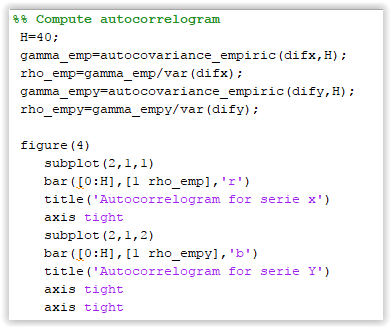 %% Compute autocorrelogram
H=40;
gamma_emp=autocovariance_empiric(difx,H);
rho_emp=gamma_emp/var(difx);
gamma_empy=autocovariance_empiric(dify,H);
rho_empy=gamma_empy/var(dify);
figure(4)
subplot(2,1,1)
bar([0:H],[1 rho_emp],'r')
title('Autocorrelogram for serie x')
axis tight
subplot(2,1,2)
bar([0:H],[1 rho_empy],'b')
title('Autocorrelogram for serie Y')
axis tight
axis tight